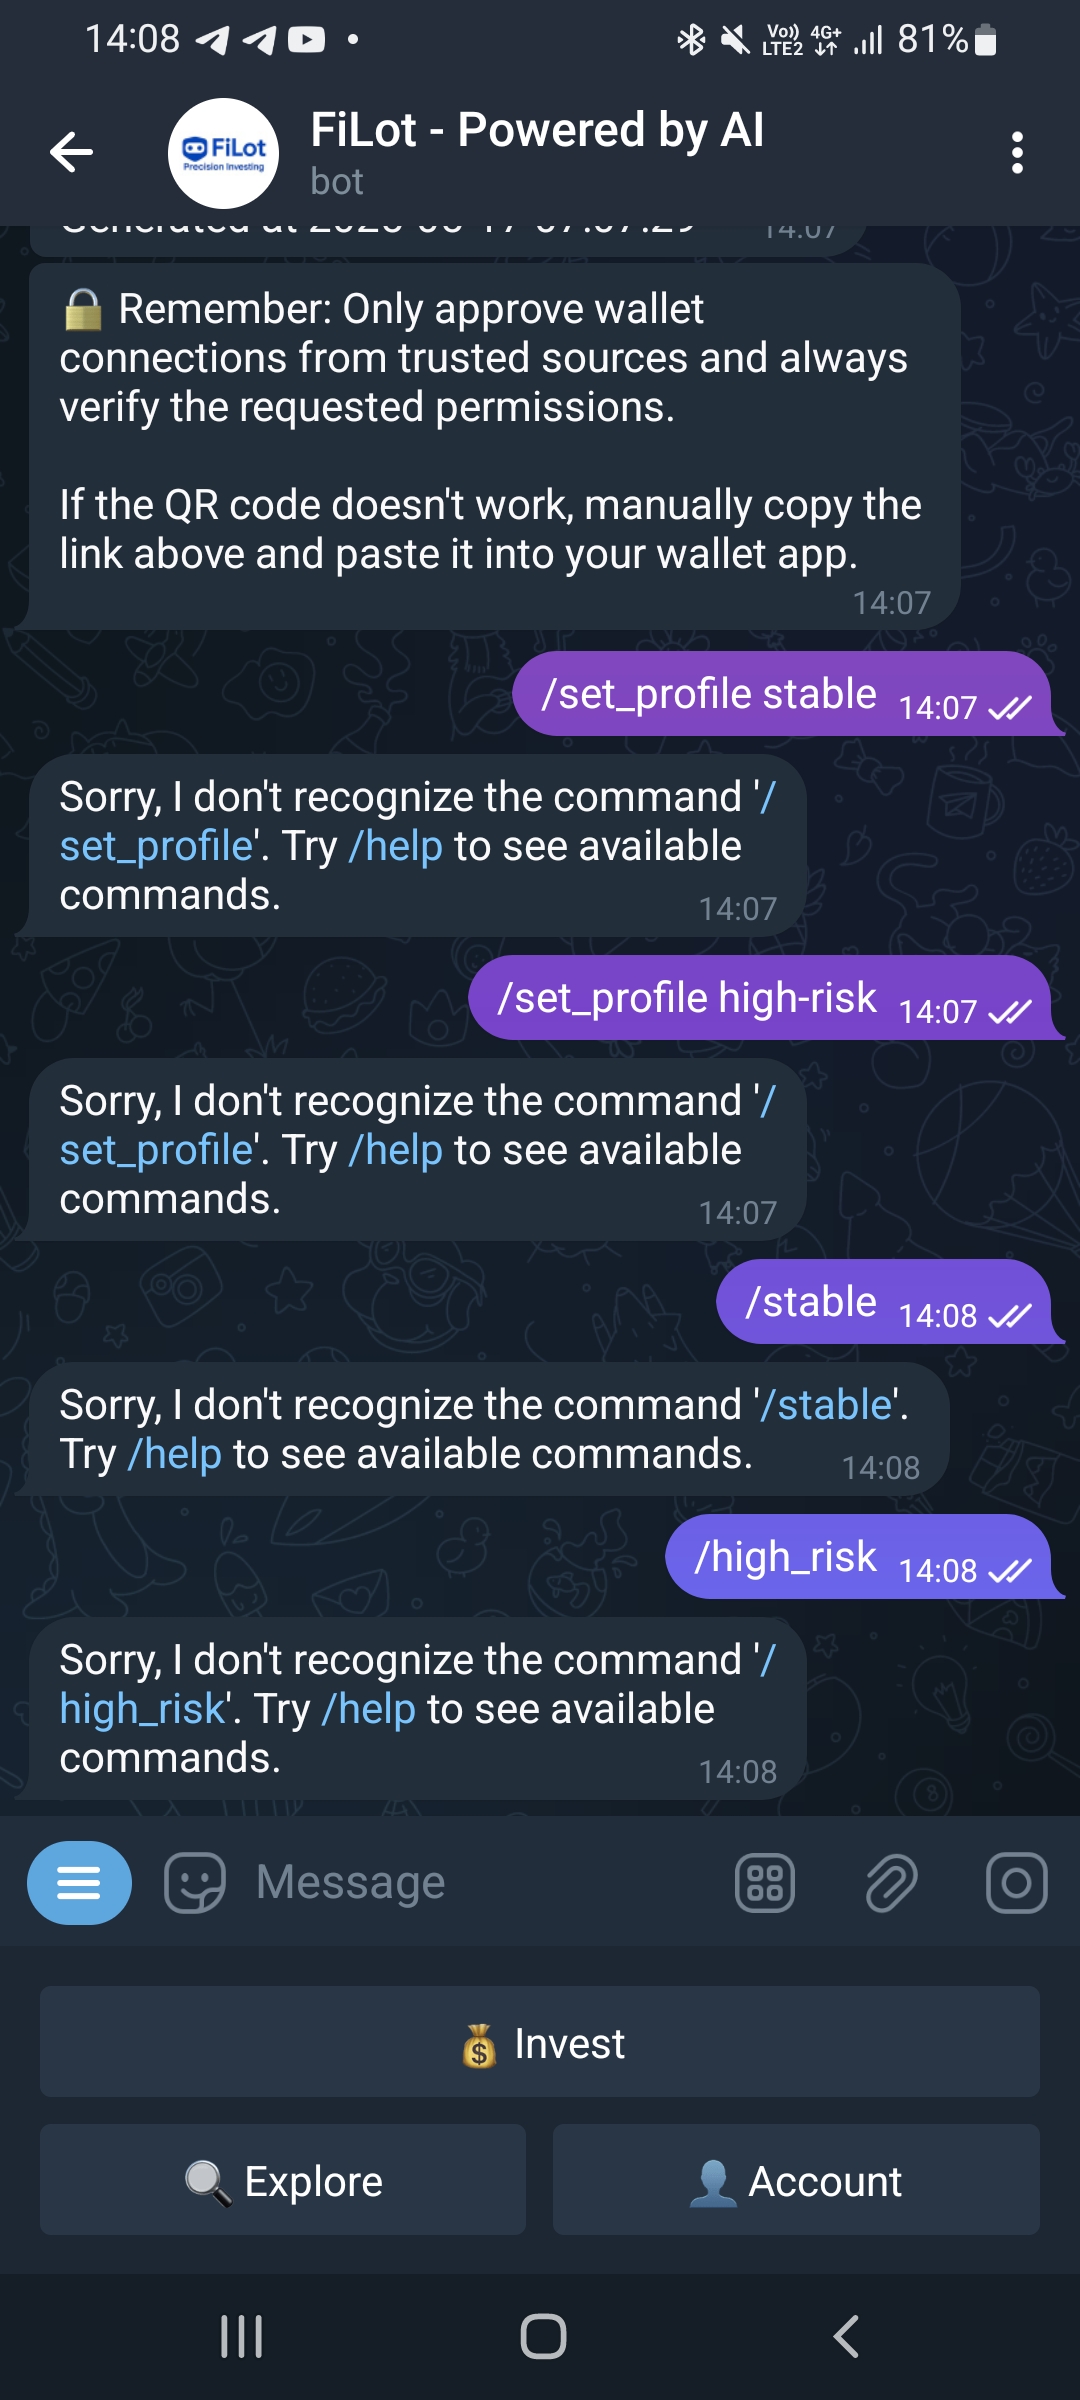 14:08
Vo)) LTE2 4G+ 81%
FiLot
Precision Investing
FiLot - Powered by AI
bot
14:07
🔒 Remember: Only approve wallet
connections from trusted sources and always
verify the requested permissions.
If the QR code doesn't work, manually copy the
link above and paste it into your wallet app.
14:07
/set_profile stable 14:07
Sorry, I don't recognize the command '/
set_profile'. Try /help to see available
commands.
14:07
/set_profile high-risk 14:07
Sorry, I don't recognize the command '/
set_profile'. Try /help to see available
commands.
14:07
/stable 14:08
Sorry, I don't recognize the command '/stable'.
Try /help to see available commands.
14:08
/high_risk 14:08
Sorry, I don't recognize the command '/
high_risk'. Try /help to see available
commands.
14:08
Message
💰 Invest
🔍 Explore
👤 Account